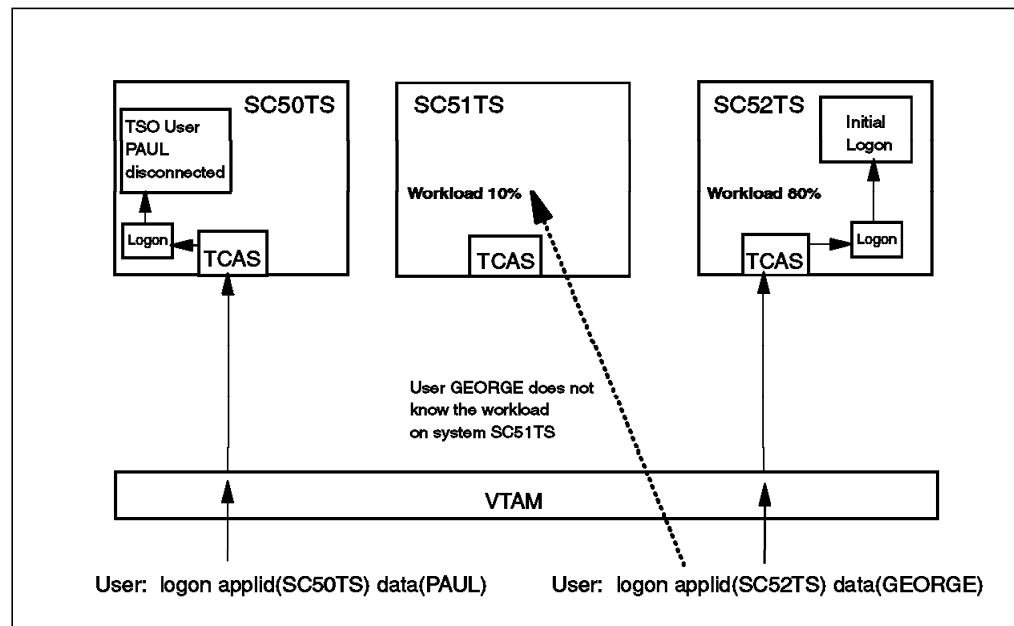 SC50TS
TSO User
PAUL
disconnected
Logon
TCAS
SC51TS
Workload 10%
TCAS
SC52TS
Initial
Logon
Workload 80%
Logon
TCAS
User GEORGE does not
know the workload
on system SC51TS
VTAM
User: logon applid(SC50TS) data(PAUL)
User: logon applid(SC52TS) data(GEORGE)